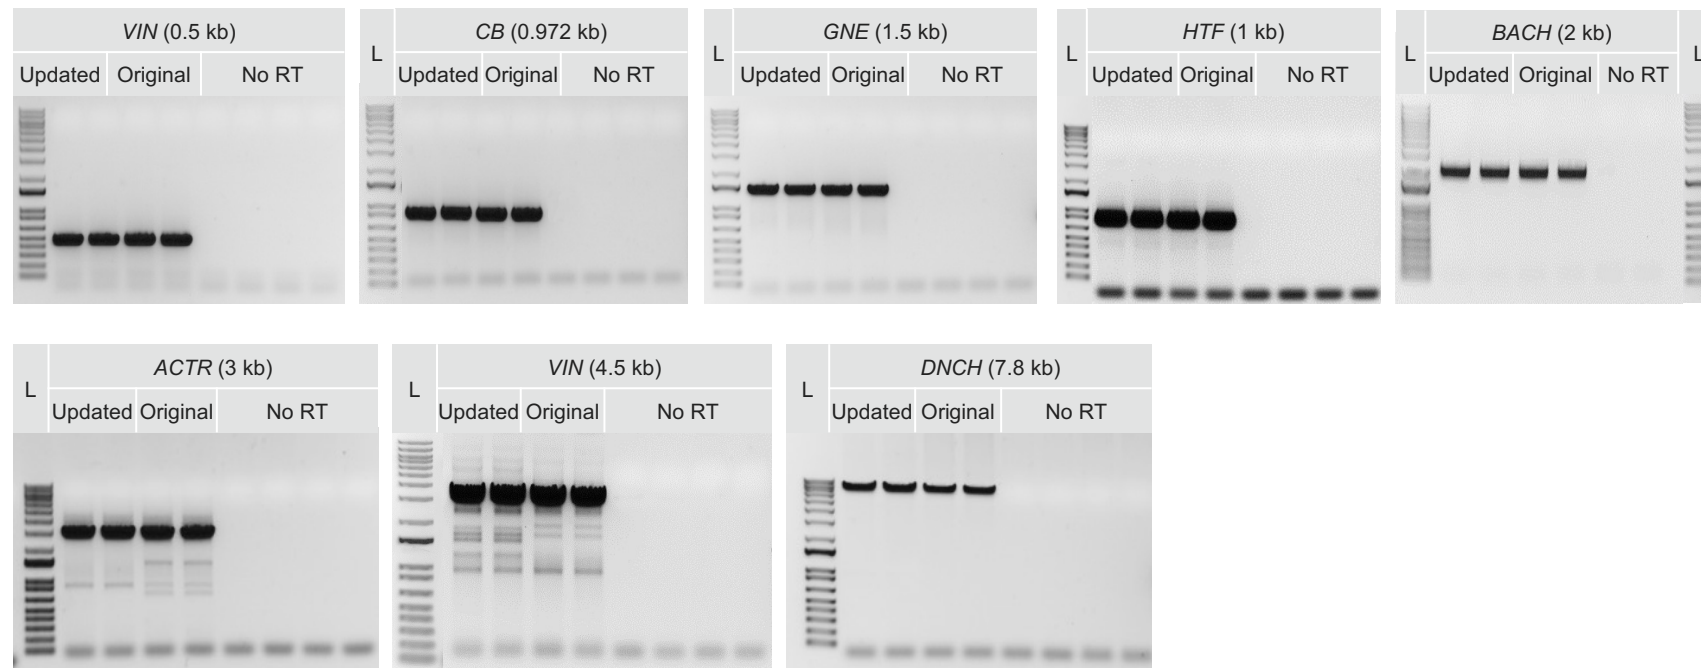 VIN (0.5 kb)
Updated Original No RT
L
CB (0.972 kb)
Updated Original No RT
L
GNE (1.5 kb)
Updated Original No RT
L
HTF (1 kb)
Updated Original No RT
L
BACH (2 kb)
Updated Original No RT
L
L
ACTR (3 kb)
Updated Original No RT
L
VIN (4.5 kb)
Updated Original No RT
L
DNCH (7.8 kb)
Updated Original No RT